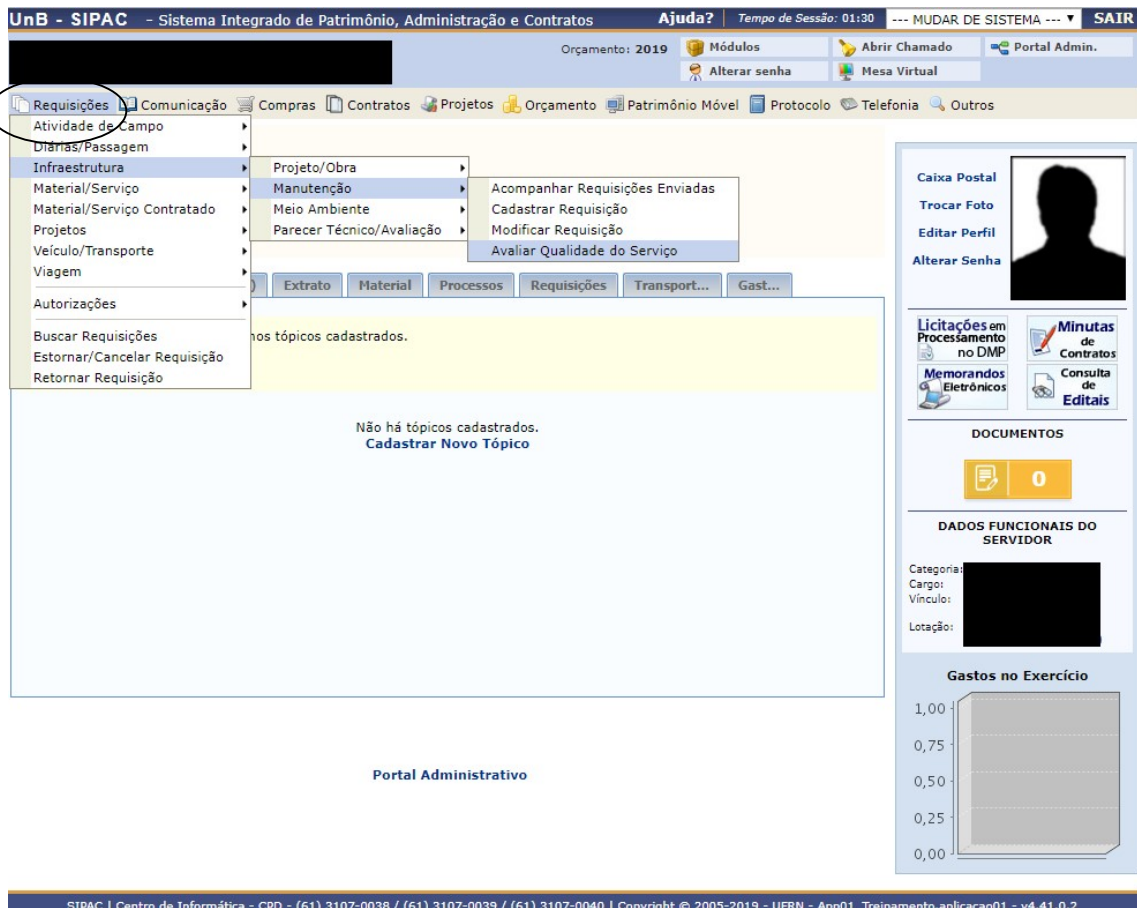 UnB - SIPAC - Sistema Integrado de Patrimônio, Administração e Contratos Ajuda? Tempo de Sessão: 01:30 --- MUDAR DE SISTEMA --- SAIR
Orçamento: 2019 Módulos Abrir Chamado Portal Admin.
Alterar senha Mesa Virtual
Requisições Comunicação Compras Contratos Projetos Orçamento Patrimônio Móvel Protocolo Telefonia Outros
Atividade de Campo
Diárias/Passagem
Infraestrutura
Material/Serviço
Material/Serviço Contratado
Projetos
Veículo/Transporte
Viagem
Autorizações
Buscar Requisições
Estornar/Cancelar Requisição
Retornar Requisição
Projeto/Obra
Manutenção
Meio Ambiente
Parecer Técnico/Avaliação
Acompanhar Requisições Enviadas
Cadastrar Requisição
Modificar Requisição
Avaliar Qualidade do Serviço
) Extrato Material Processos Requisições Transport... Gast...
nos tópicos cadastrados.
Não há tópicos cadastrados.
Cadastrar Novo Tópico
Portal Administrativo
Caixa Postal
Trocar Foto
Editar Perfil
Alterar Senha
Licitações em
Processamento
no DMP
Minutas
de
Contratos
Memorandos
Eletrônicos
Consulta
de
Editais
DOCUMENTOS
0
DADOS FUNCIONAIS DO
SERVIDOR
Categoria:
Cargo:
Vínculo:
Lotação:
Gastos no Exercício
1,00
0,75
0,50
0,25
0,00
SIPAC | Centro de Informática - CPD - (61) 3107-0038 / (61) 3107-0039 / (61) 3107-0040 | Copyright © 2005-2019 - UFRN - App01_Treinamento.aplicacao01 - v4.41.0.2